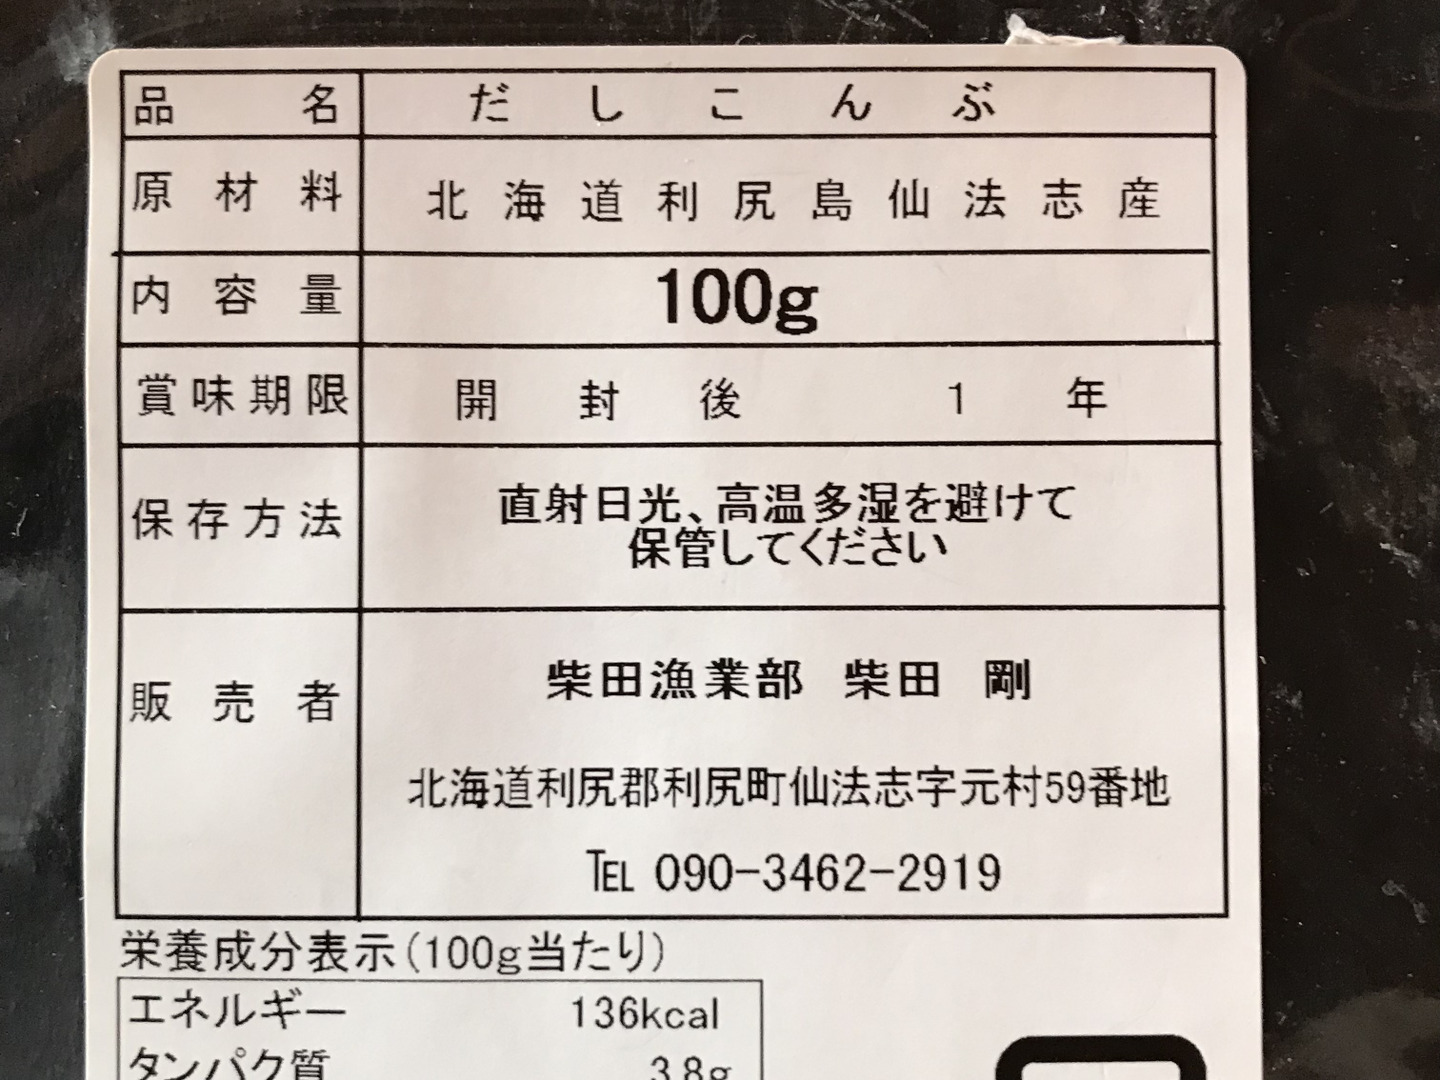 品名 だしこんぶ
原材料 北海道利尻島仙法志産
内容量 100g
賞味期限 開封後 1年
保存方法 直射日光、高温多湿を避けて
保管してください
販売者 柴田漁業部 柴田 剛
北海道利尻郡利尻町仙法志字元村59番地
℡ 090-3462-2919
栄養成分表示(100g当たり)
エネルギー 136kcal
タンパク質 3.8g